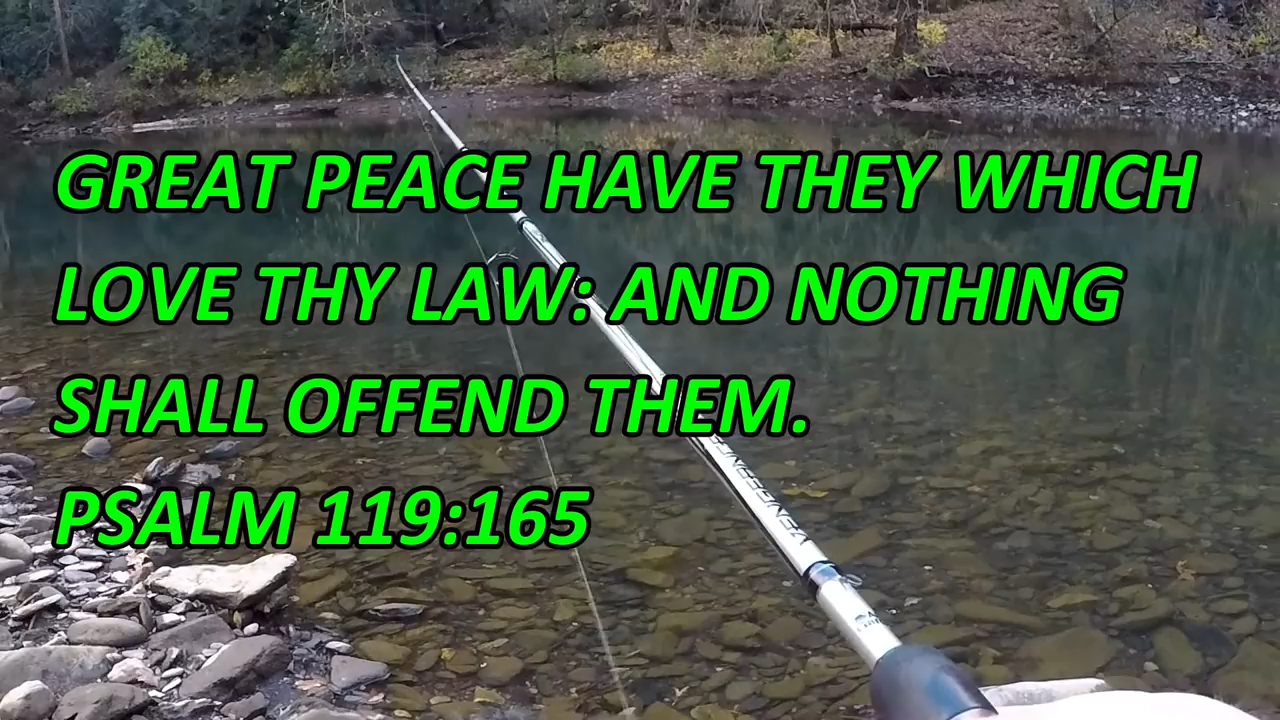 GREAT PEACE HAVE THEY WHICH
LOVE THY LAW: AND NOTHING
SHALL OFFEND THEM.
PSALM 119:165